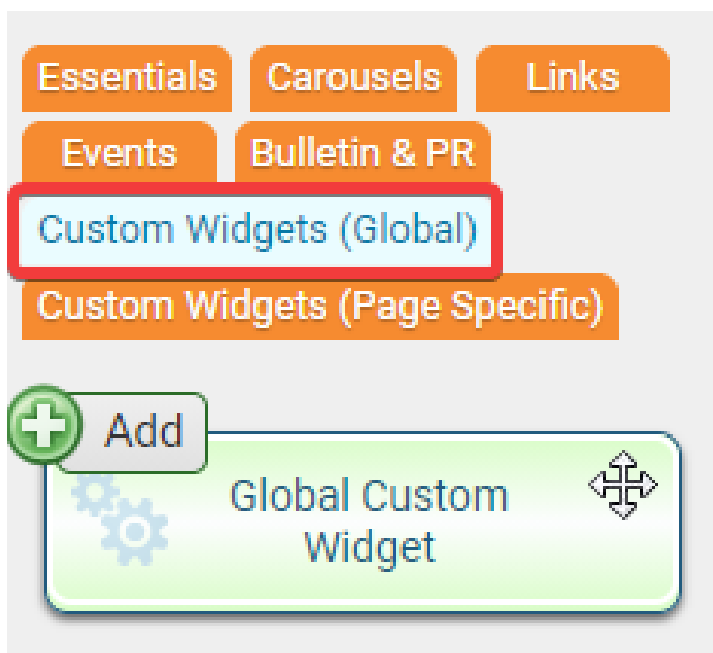 Essentials Carousels Links
Events Bulletin & PR
Custom Widgets (Global)
Custom Widgets (Page Specific)
Add
Global Custom
Widget